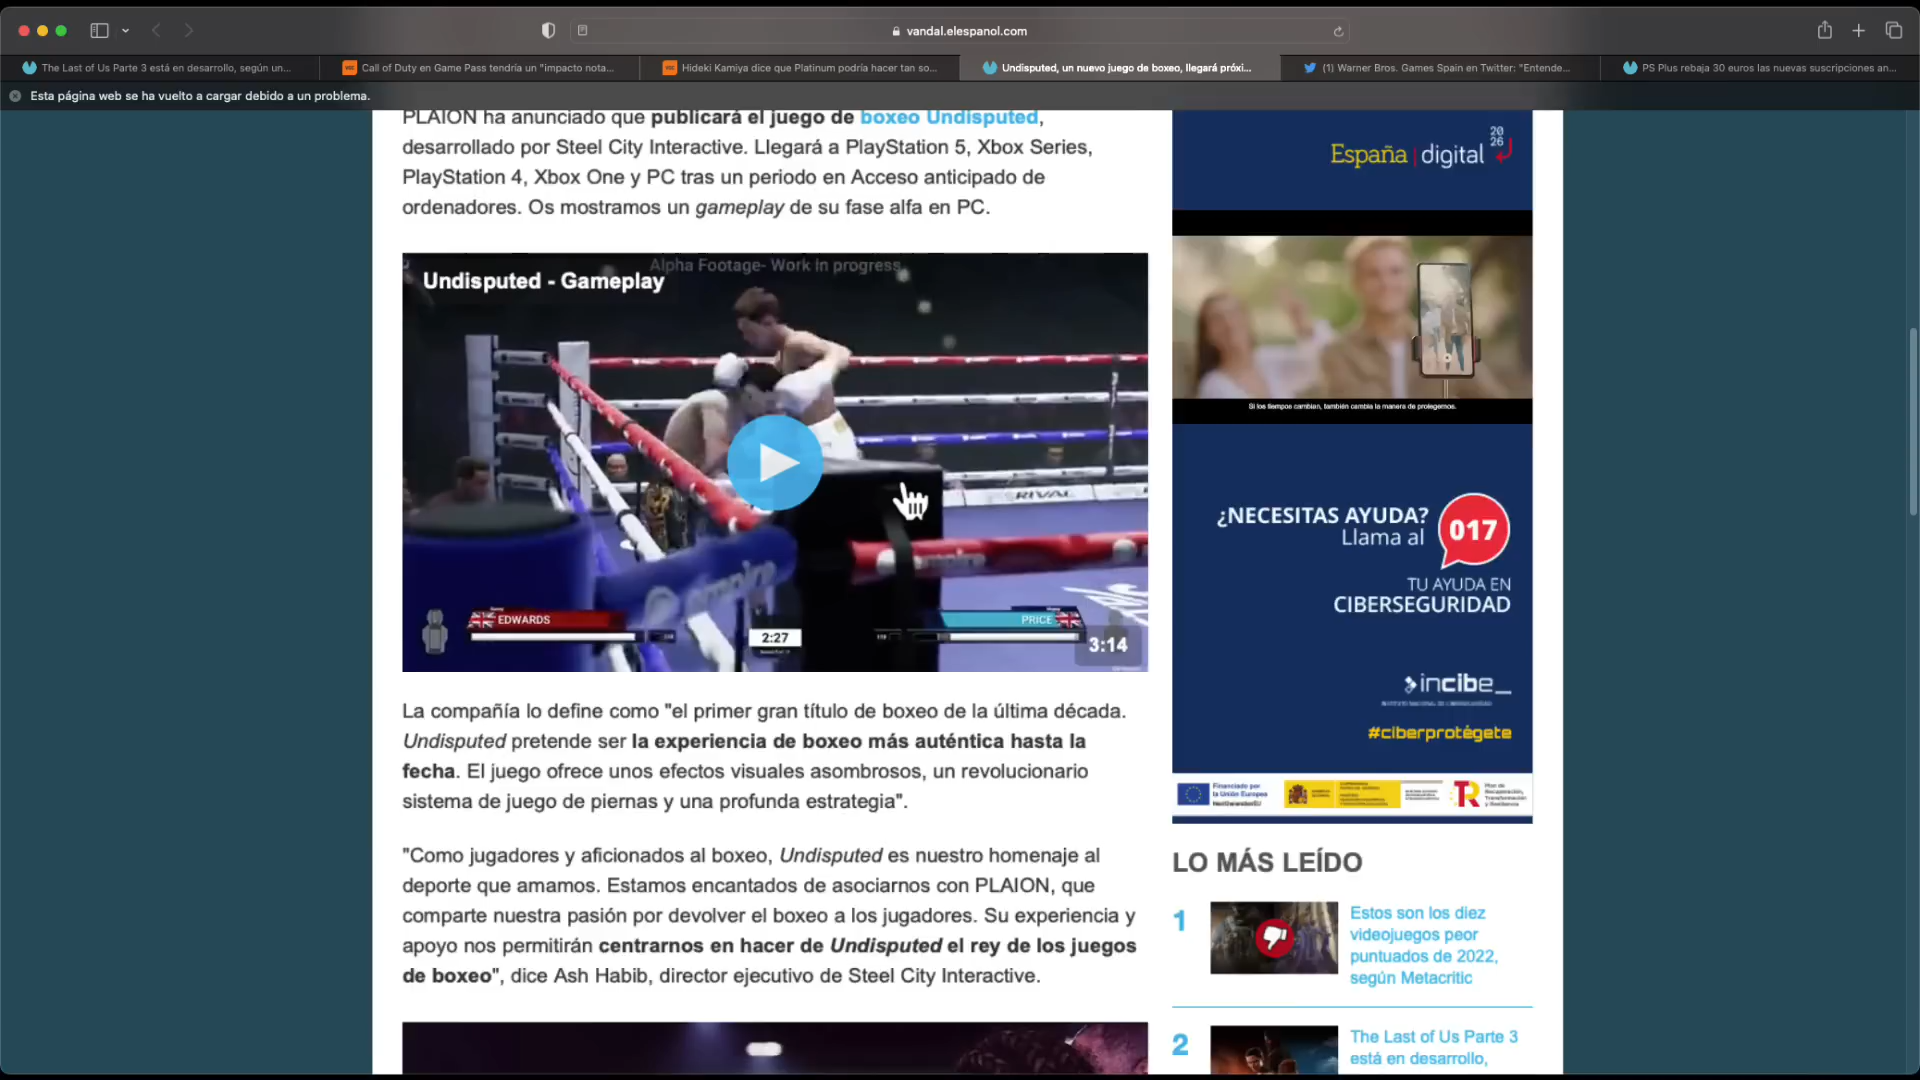 vandal.elespanol.com
The Last of Us Parte 3 está en desarrollo, según un...
Call of Duty en Game Pass tendría un "impacto nota...
Hideki Kamiya dice que Platinum podría hacer tan so...
Undisputed, un nuevo juego de boxeo, llegará próxi...
(1) Warner Bros. Games Spain en Twitter: "Entende...
PS Plus rebaja 30 euros las nuevas suscripciones an...
Esta página web se ha vuelto a cargar debido a un problema.
PLAION ha anunciado que publicará el juego de boxeo Undisputed,
desarrollado por Steel City Interactive. Llegará a PlayStation 5, Xbox Series,
PlayStation 4, Xbox One y PC tras un periodo en Acceso anticipado de
ordenadores. Os mostramos un gameplay de su fase alfa en PC.
Alpha Footage- Work in progress
Undisputed - Gameplay
RIVAL
empire
EDWARDS
2:27
PRICE
3:14
La compañía lo define como "el primer gran título de boxeo de la última década.
Undisputed pretende ser la experiencia de boxeo más auténtica hasta la
fecha. El juego ofrece unos efectos visuales asombrosos, un revolucionario
sistema de juego de piernas y una profunda estrategia".
"Como jugadores y aficionados al boxeo, Undisputed es nuestro homenaje al
deporte que amamos. Estamos encantados de asociarnos con PLAION, que
comparte nuestra pasión por devolver el boxeo a los jugadores. Su experiencia y
apoyo nos permitirán centrarnos en hacer de Undisputed el rey de los juegos
de boxeo", dice Ash Habib, director ejecutivo de Steel City Interactive.
España digital 20
26
Si los tiempos cambian, también cambia la manera de protegernos.
¿NECESITAS AYUDA?
Llama al
017
TU AYUDA EN
CIBERSEGURIDAD
incibe_
#ciberprotégete
Financiado por
la Unión Europea
NextGenerationEU
Plan de
Recuperación,
Transformación
y Resiliencia
LO MÁS LEÍDO
1
Estos son los diez
videojuegos peor
puntuados de 2022,
según Metacritic
2
The Last of Us Parte 3
está en desarrollo,